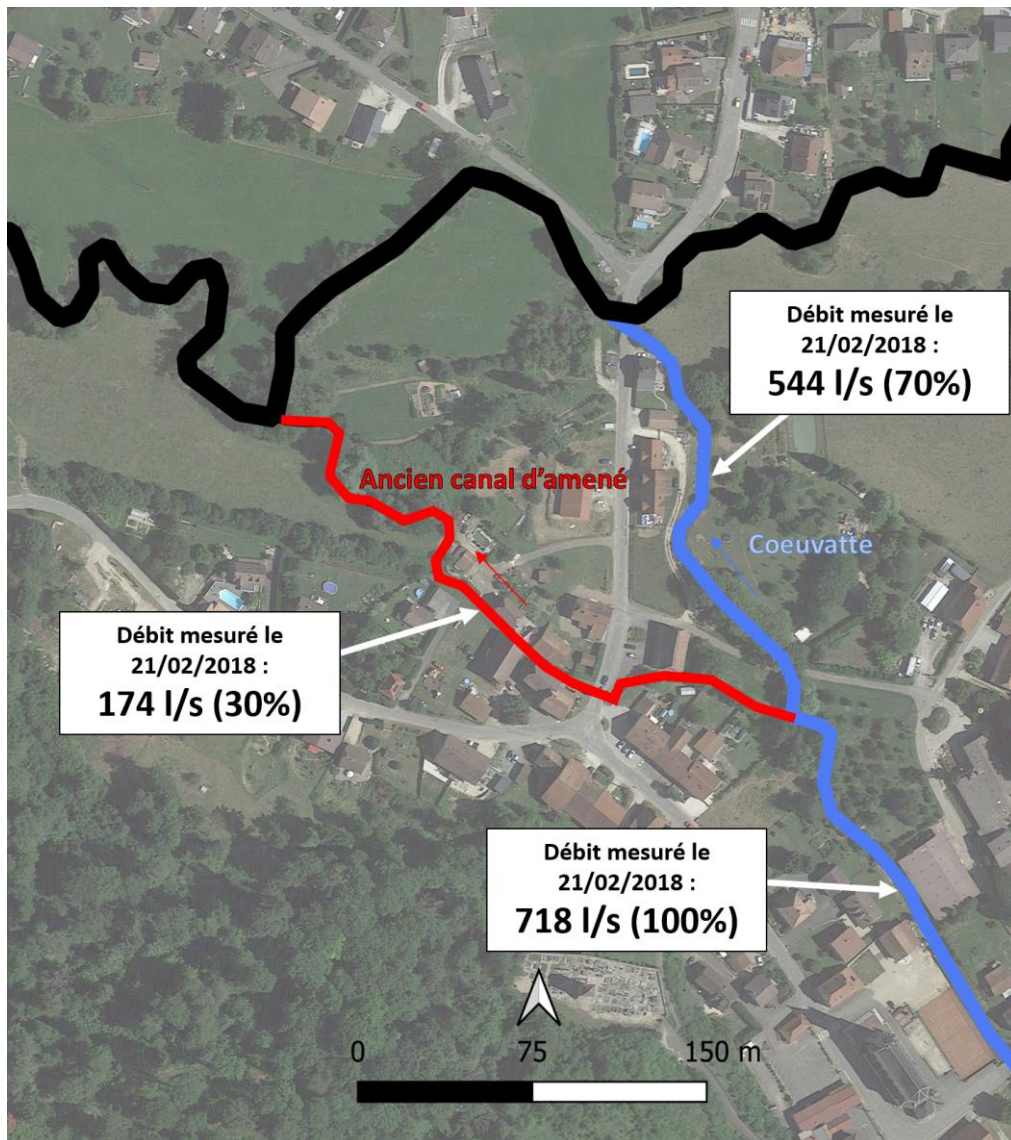 Débit mesuré le
21/02/2018 :
544 l/s (70%)
Ancien canal d'amené
Coeuvatte
Débit mesuré le
21/02/2018 :
174 l/s (30%)
Débit mesuré le
21/02/2018 :
718 l/s (100%)
0 75 150 m